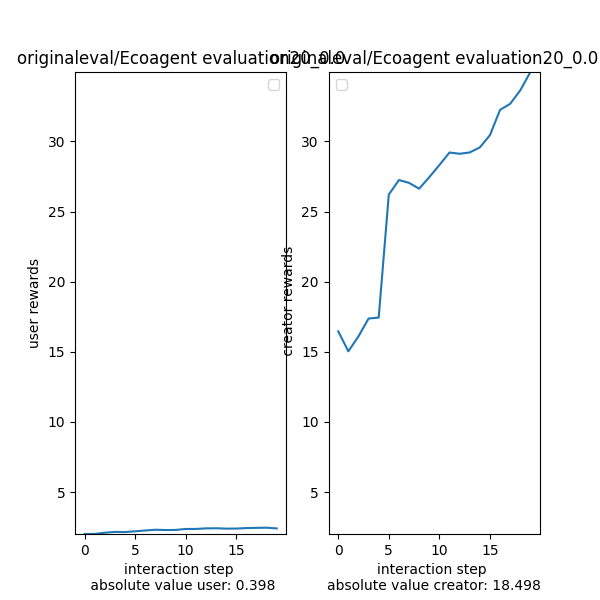 originaleval/Ecoagent evaluation20_0.0
originaleval/Ecoagent evaluation20_0.0
user rewards
30
25
20
15
10
5
0 5 10 15
interaction step
absolute value user: 0.398
creator rewards
30
25
20
15
10
5
0 5 10 15
interaction step
absolute value creator: 18.498